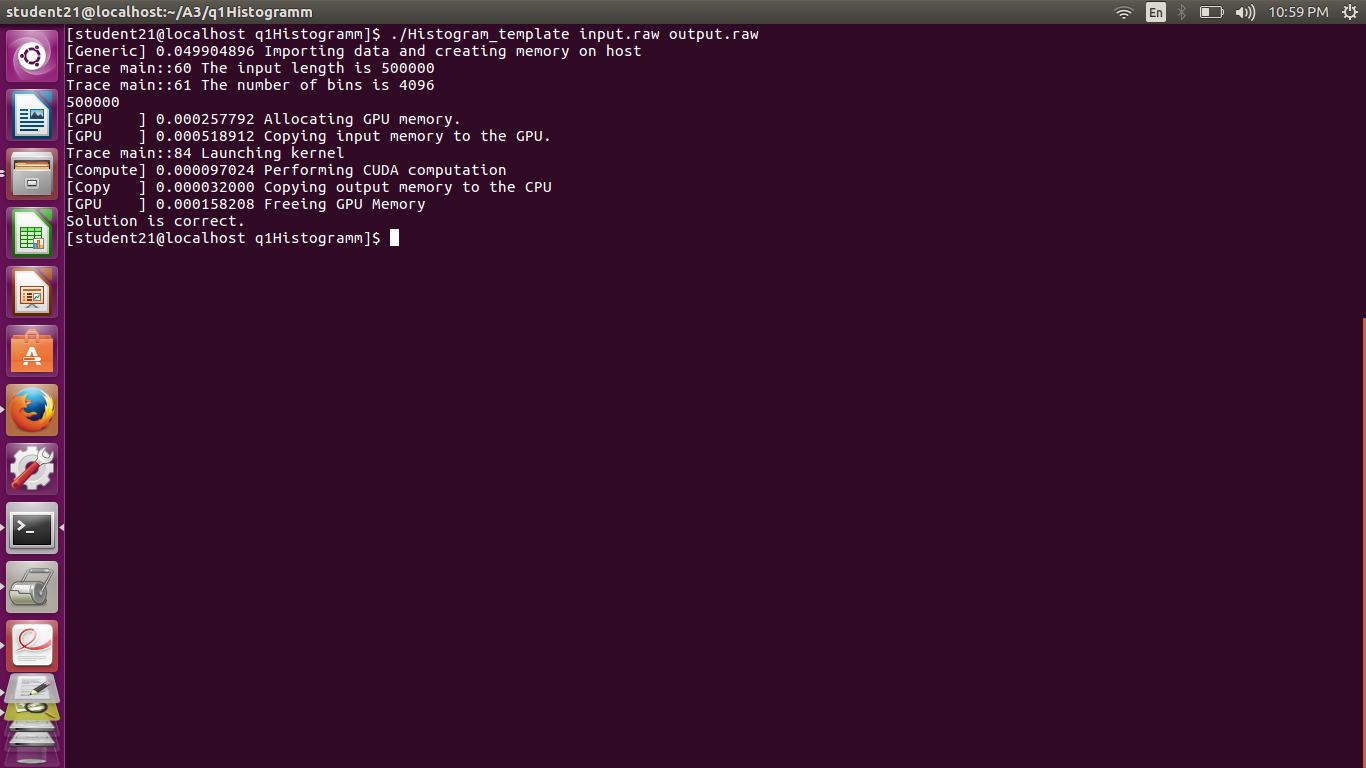 student21@localhost:~/A3/q1Histogramm
En
10:59 PM
[student21@localhost q1Histogramm]$ ./Histogram_template input.raw output.raw
[Generic] 0.049904896 Importing data and creating memory on host
Trace main::60 The input length is 500000
Trace main::61 The number of bins is 4096
500000
[GPU    ] 0.000257792 Allocating GPU memory.
[GPU    ] 0.000518912 Copying input memory to the GPU.
Trace main::84 Launching kernel
[Compute] 0.000097024 Performing CUDA computation
[Copy   ] 0.000032000 Copying output memory to the CPU
[GPU    ] 0.000158208 Freeing GPU Memory
Solution is correct.
[student21@localhost q1Histogramm]$